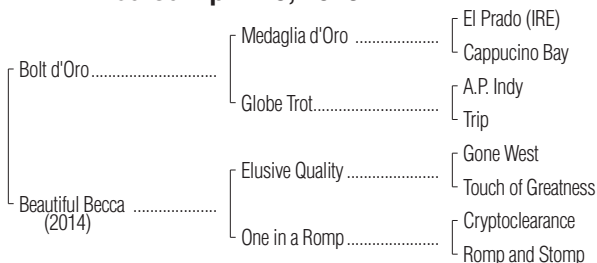 El Prado (IRE)
Medaglia d'Oro
Cappucino Bay
Bolt d'Oro
A.P. Indy
Globe Trot
Trip
Gone West
Elusive Quality
Touch of Greatness
Beautiful Becca
(2014)
Cryptoclearance
One in a Romp
Romp and Stomp